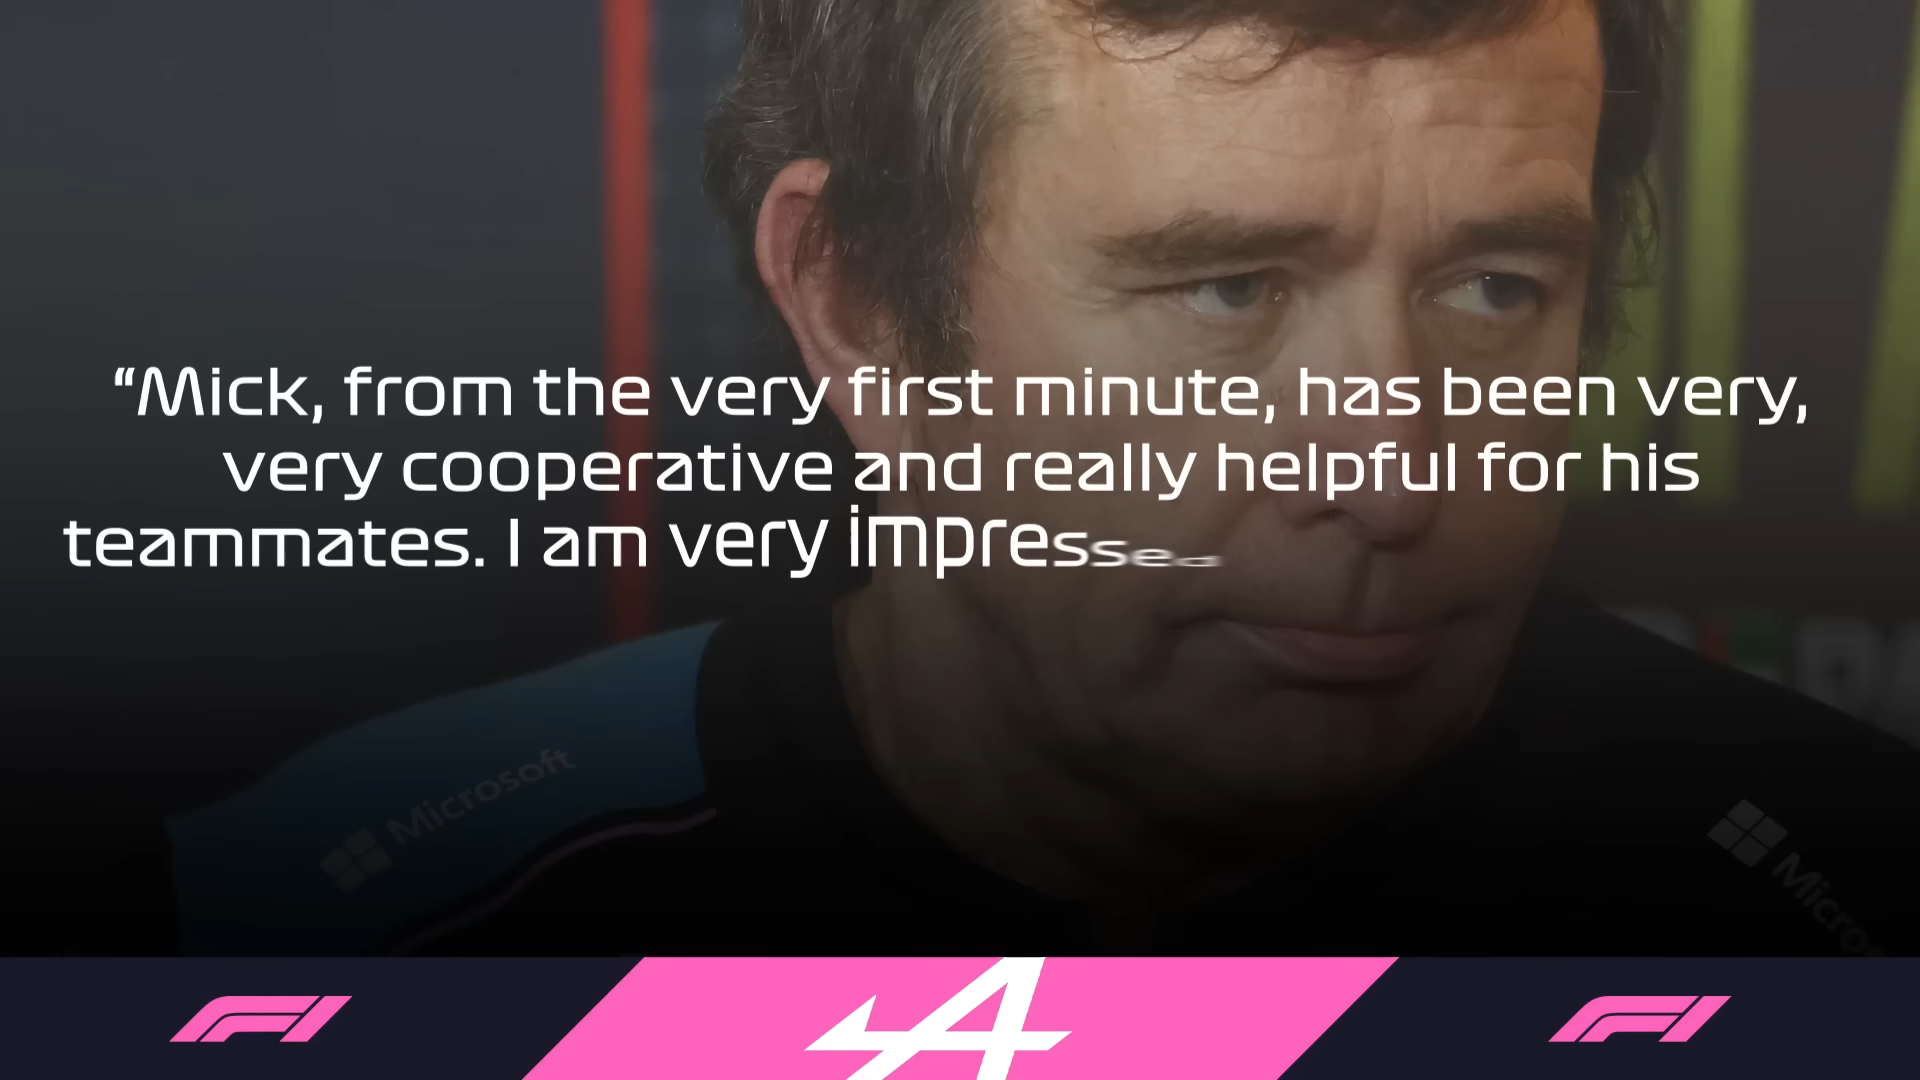 “Mick, from the very first minute, has been very,
very cooperative and really helpful for his
teammates. I am very impressed
Microsoft